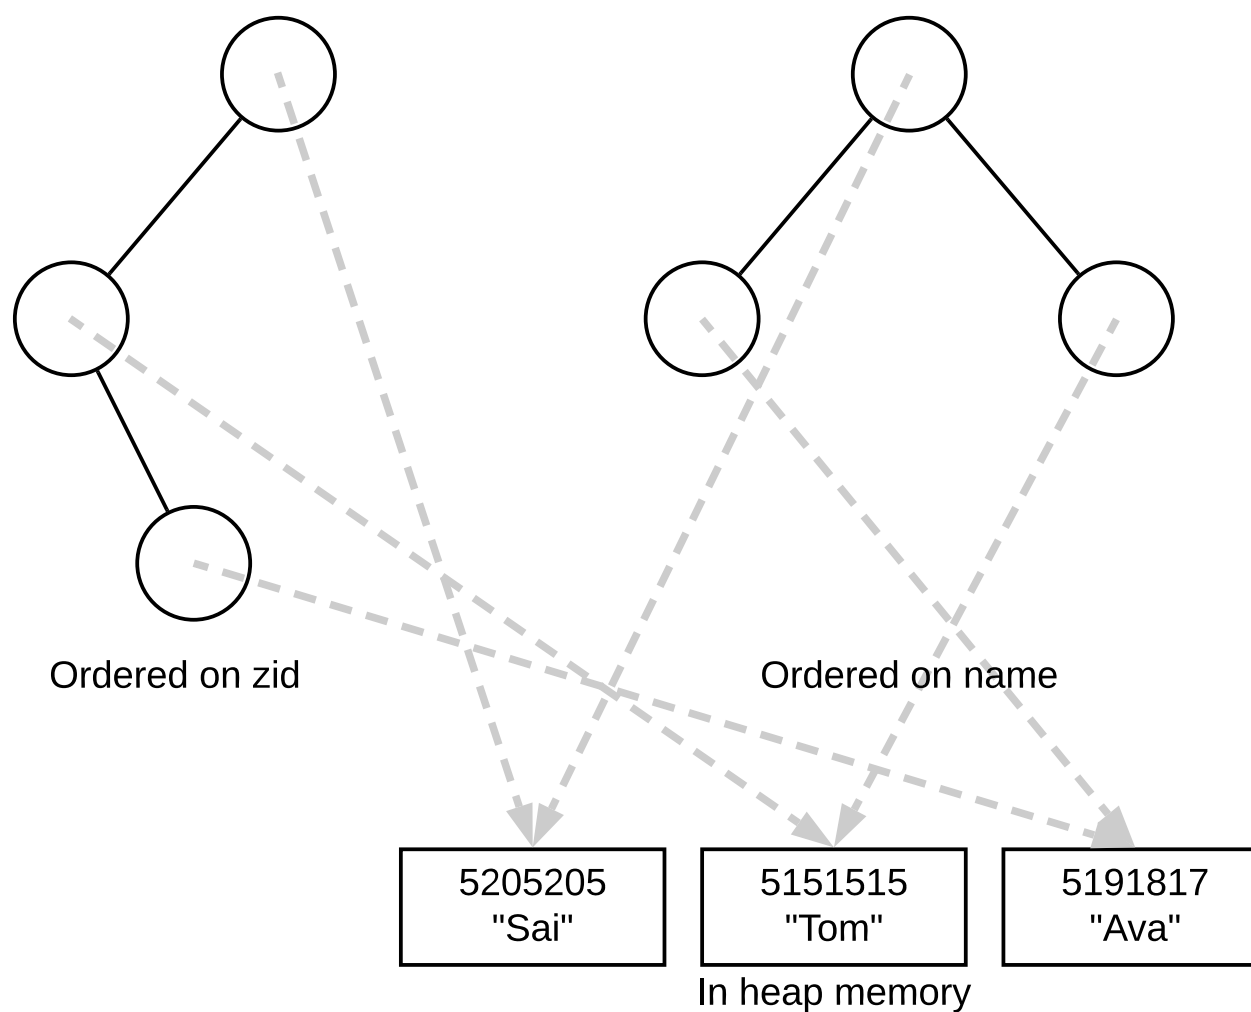 Ordered on zid
Ordered on name
5205205
"Sai"
5151515
"Tom"
5191817
"Ava"
In heap memory